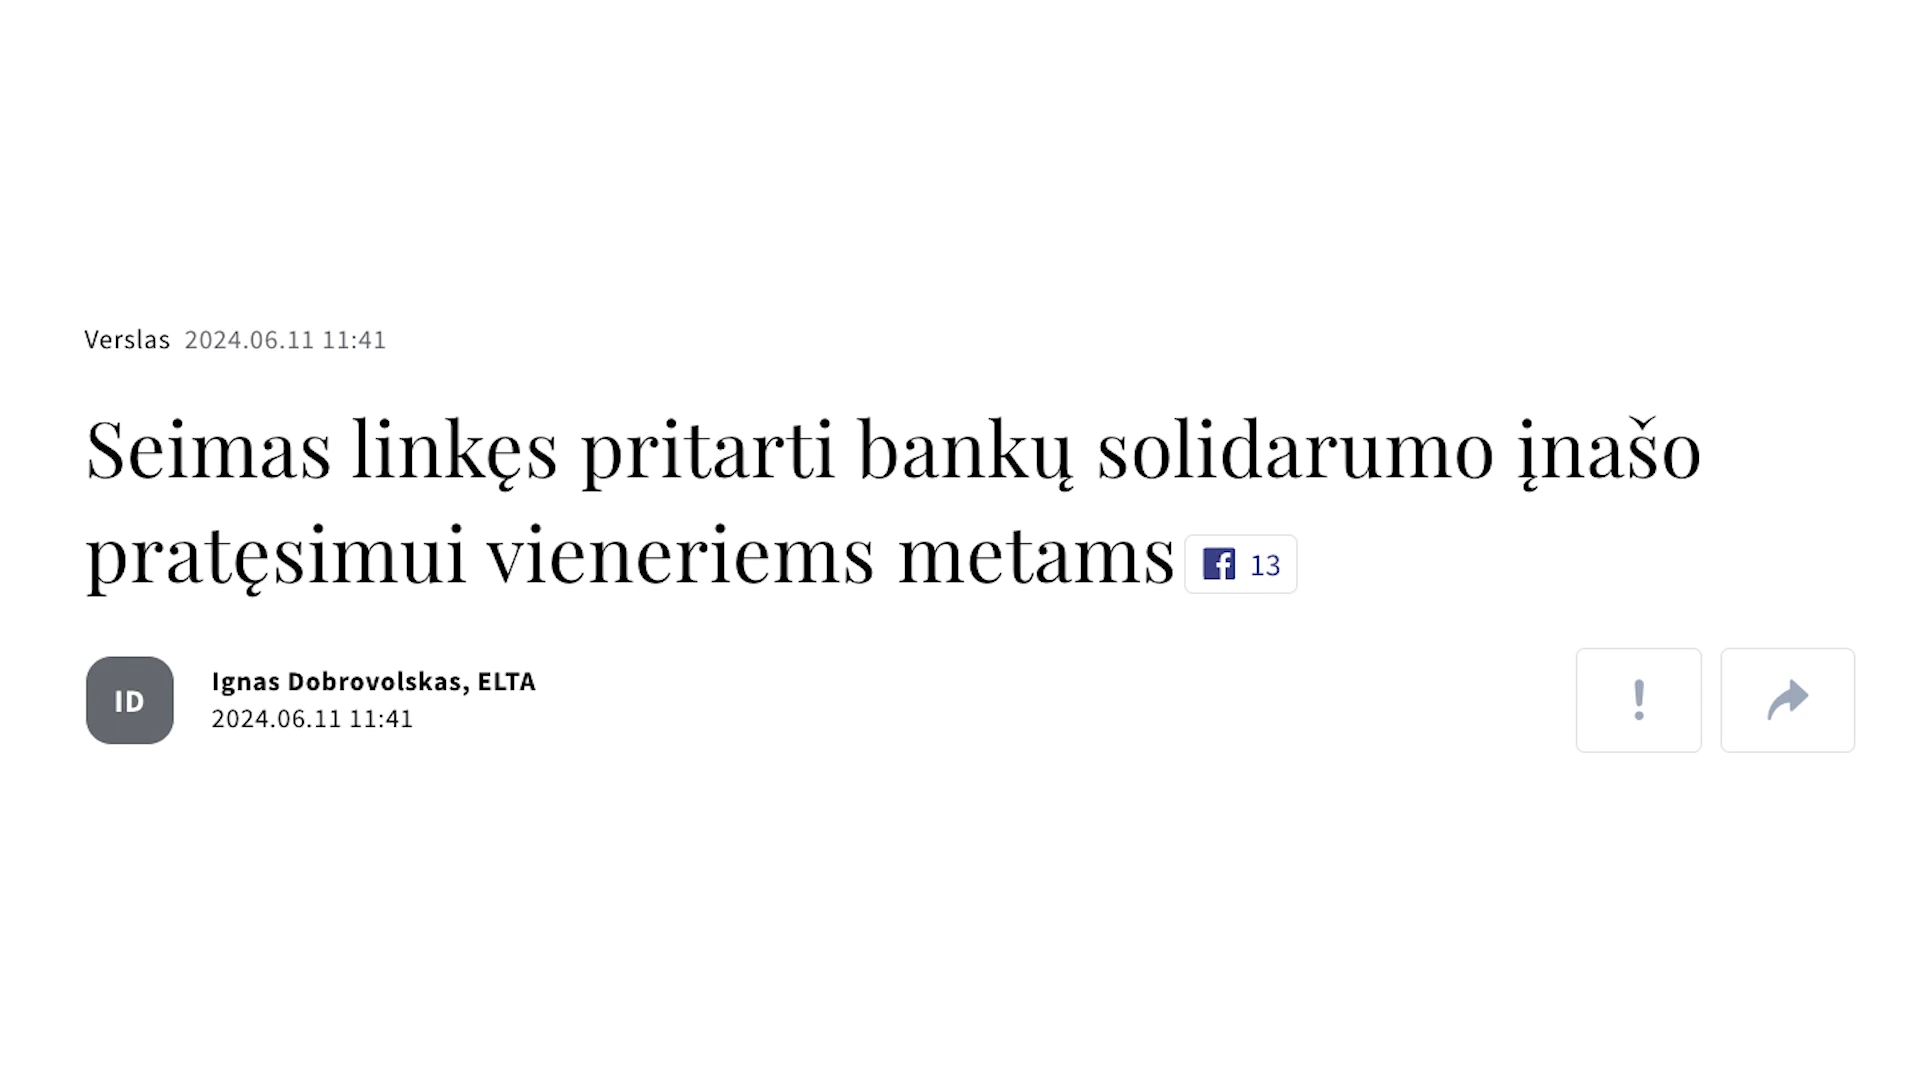 Verslas 2024.06.11 11:41
Seimas linkęs pritarti bankų solidarumo įnašo
pratęsimui vieneriems metams 13
ID
Ignas Dobrovolskas, ELTA
2024.06.11 11:41